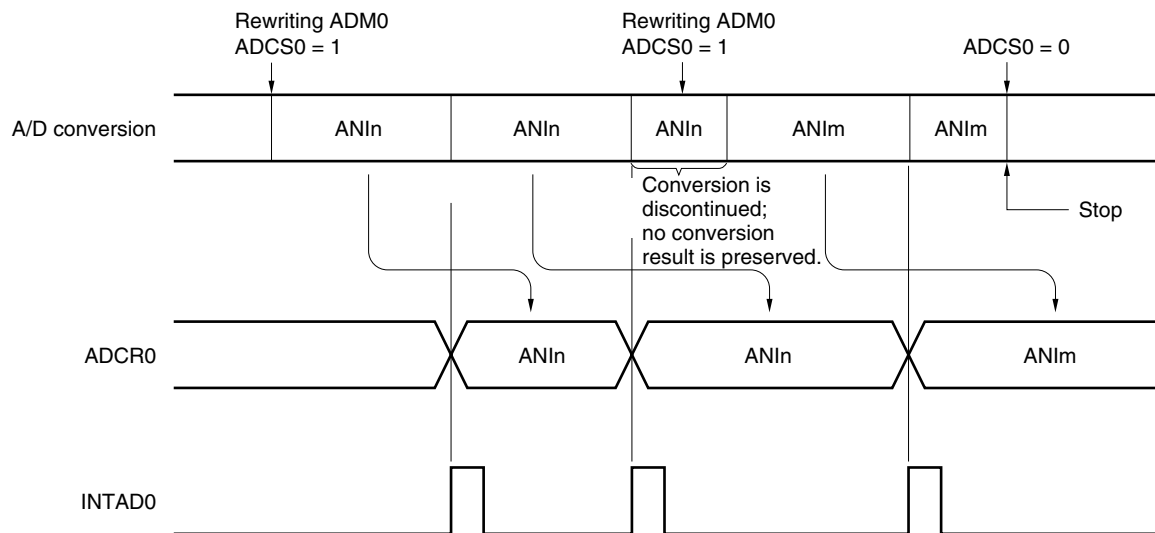 Rewriting ADM0
ADCS0 = 1
Rewriting ADM0
ADCS0 = 1
ADCS0 = 0
A/D conversion
ANIn
ANIn
ANIn
ANIm
ANIm
Conversion is
discontinued;
no conversion
result is preserved.
Stop
ADCR0
ANIn
ANIn
ANIm
INTAD0